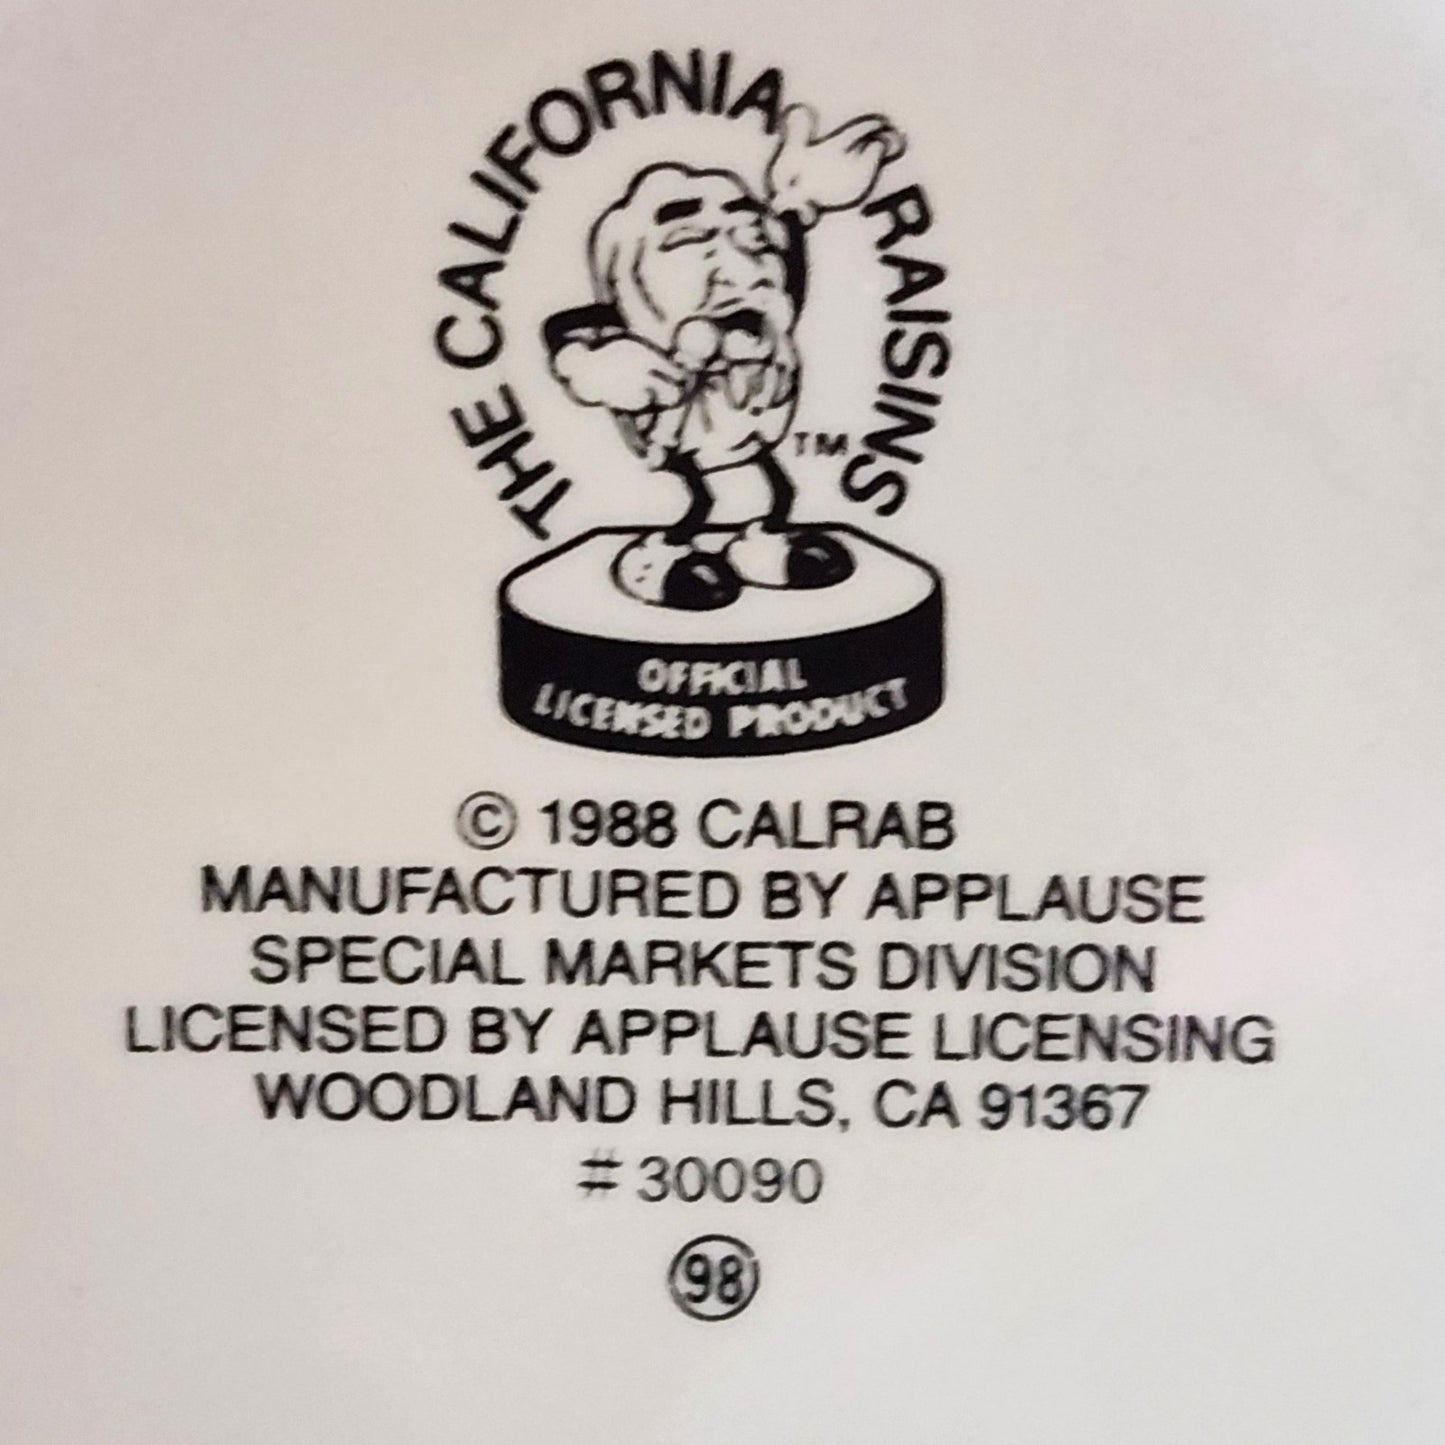 THE CALIFORNIA RAISINS
TM
OFFICIAL
LICENSED PRODUCT
© 1988 CALRAB
MANUFACTURED BY APPLAUSE
SPECIAL MARKETS DIVISION
LICENSED BY APPLAUSE LICENSING
WOODLAND HILLS, CA 91367
# 30090
98